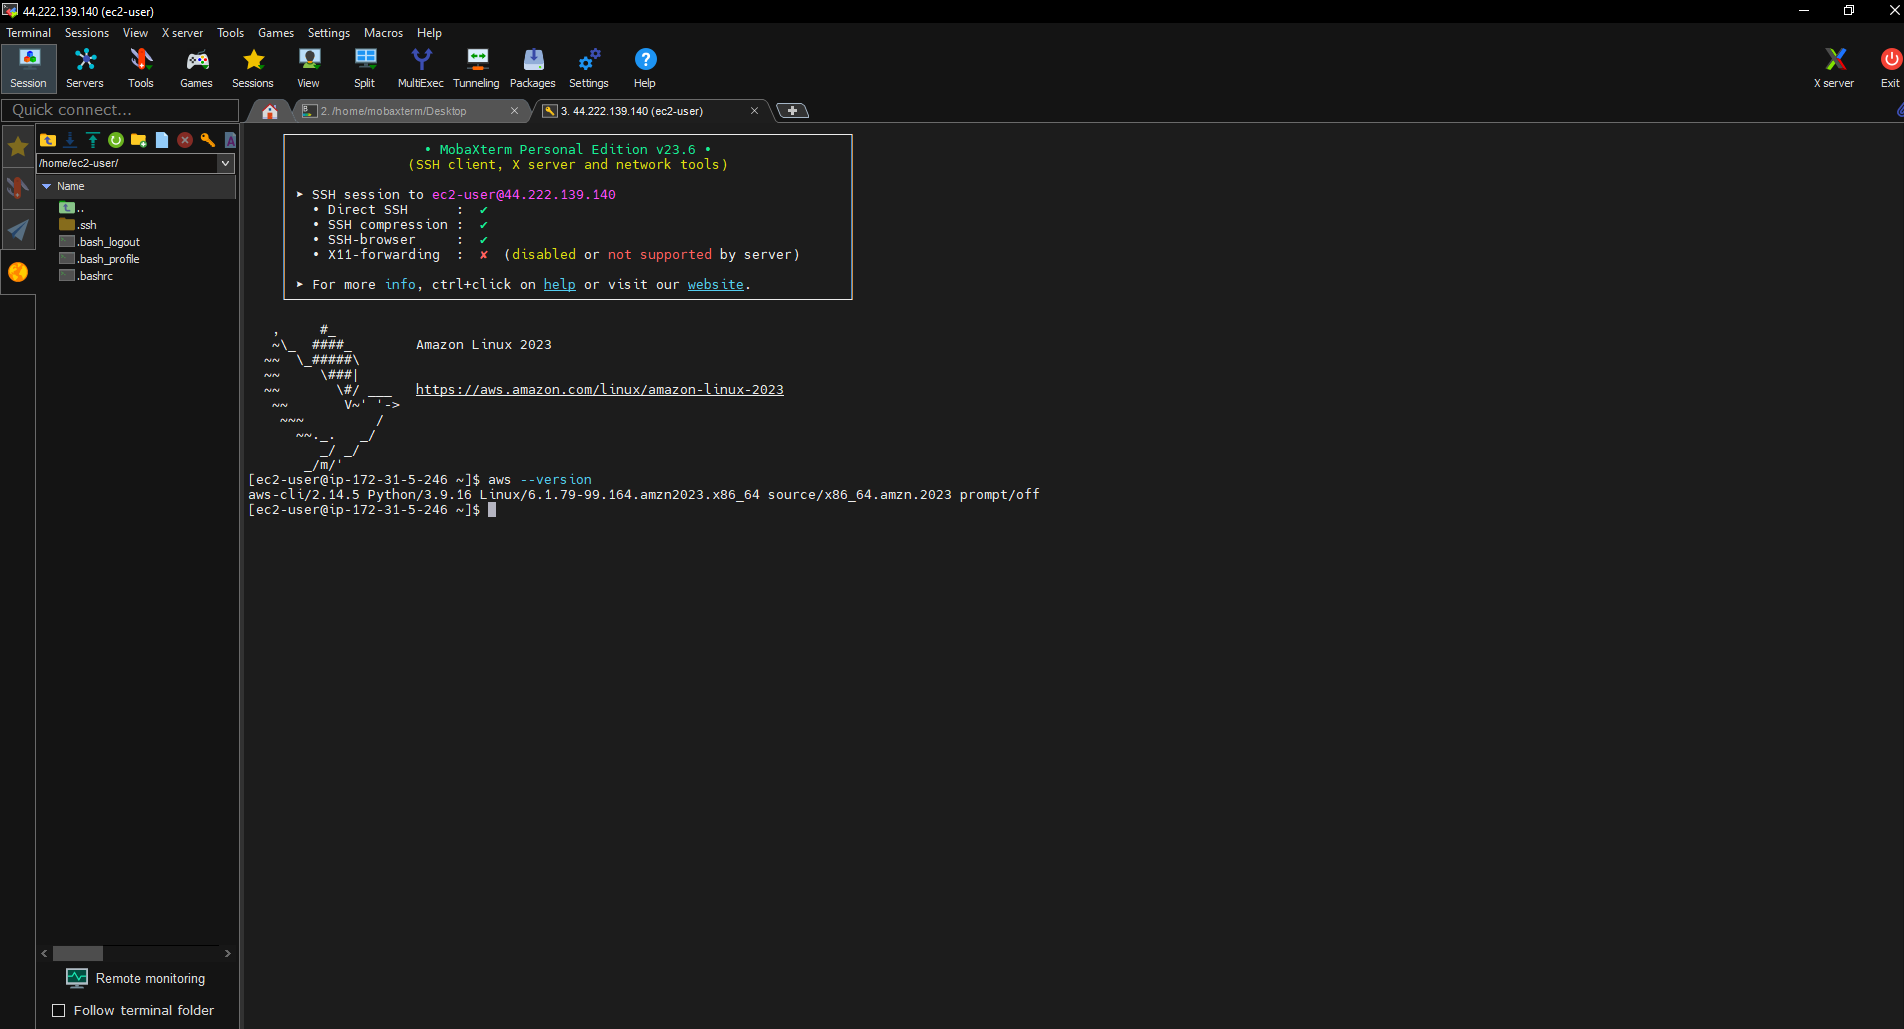 44.222.139.140 (ec2-user)
Terminal Sessions View X server Tools Games Settings Macros Help
Session Servers Tools Games Sessions View Split MultiExec Tunneling Packages Settings Help X server Exit
Quick connect...
2. /home/mobaxterm/Desktop
3. 44.222.139.140 (ec2-user)
/home/ec2-user/
Name
..
.ssh
.bash_logout
.bash_profile
.bashrc
• MobaXterm Personal Edition v23.6 •
(SSH client, X server and network tools)
➤ SSH session to ec2-user@44.222.139.140
• Direct SSH : ✔
• SSH compression : ✔
• SSH-browser : ✔
• X11-forwarding : ✘ (disabled or not supported by server)
➤ For more info, ctrl+click on help or visit our website.
   ,     #_
   ~\_  ####_        Amazon Linux 2023
  ~~  \_#####\
  ~~     \###|
  ~~       \#/ ___   https://aws.amazon.com/linux/amazon-linux-2023
   ~~       V~' '->
    ~~~         /
      ~~._.   _/
         _/ _/
       _/m/'
[ec2-user@ip-172-31-5-246 ~]$ aws --version
aws-cli/2.14.5 Python/3.9.16 Linux/6.1.79-99.164.amzn2023.x86_64 source/x86_64.amzn.2023 prompt/off
[ec2-user@ip-172-31-5-246 ~]$
Remote monitoring
Follow terminal folder